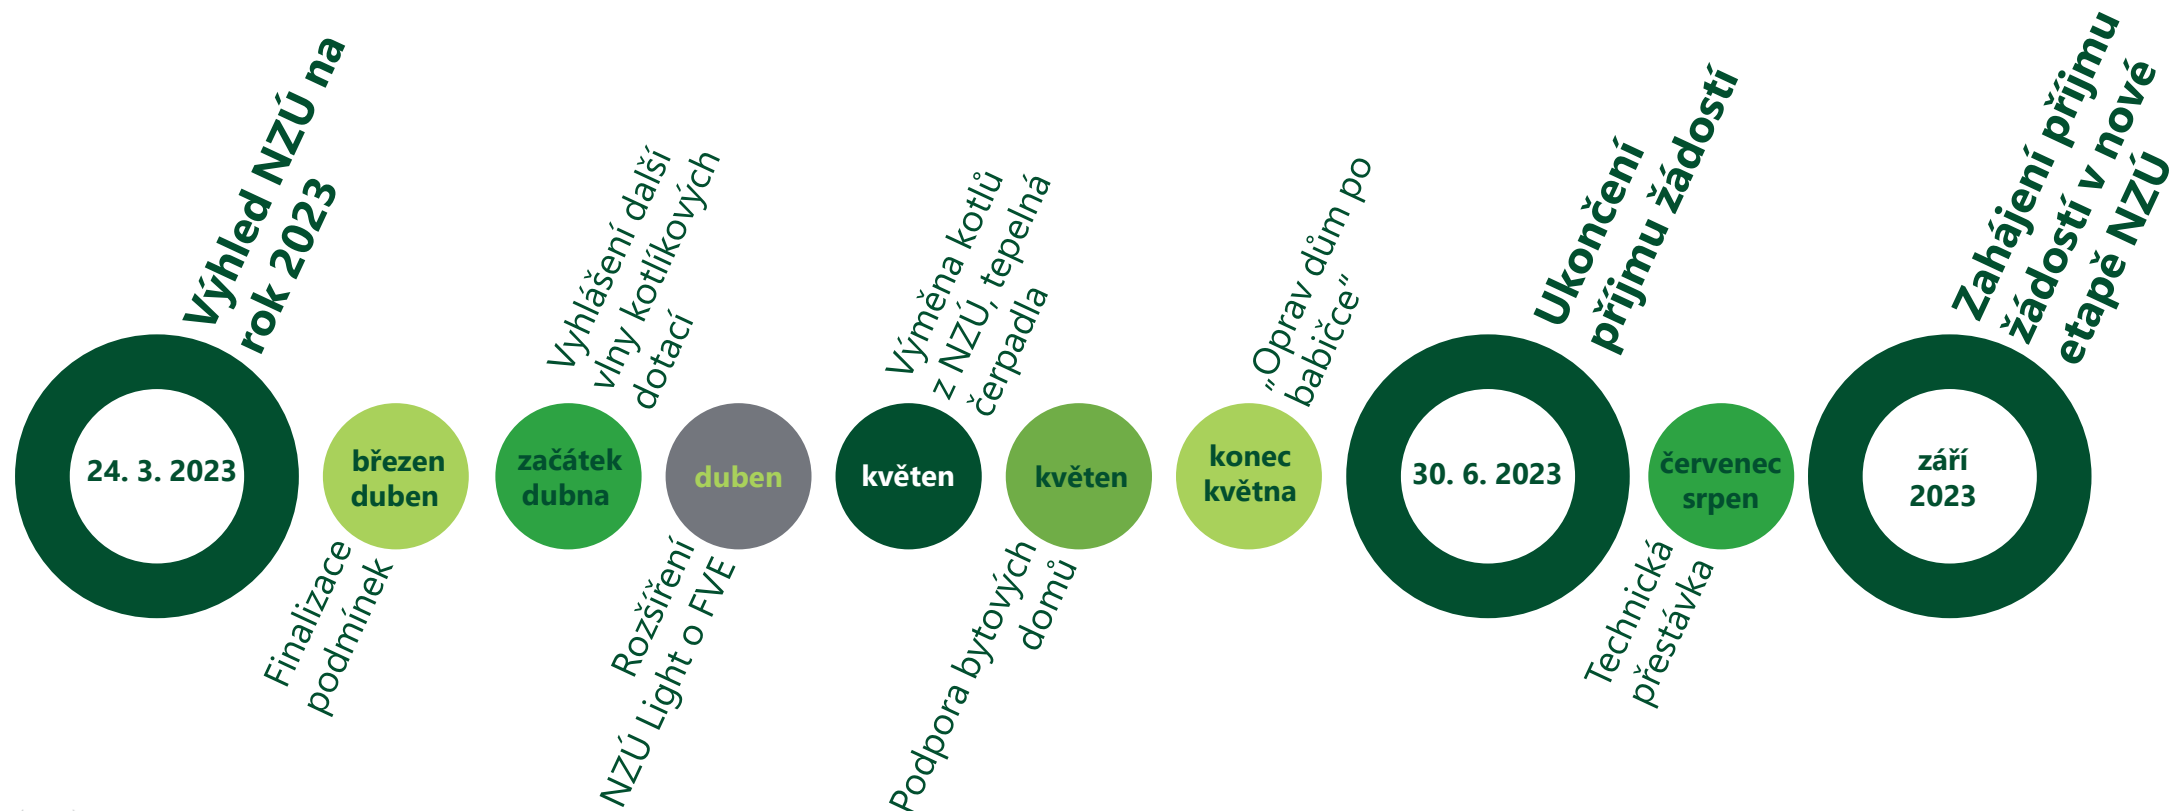 Výhled NZÚ na
rok 2023
24. 3. 2023
březen
duben
Finalizace
podmínek
Vyhlášení další
vlny kotlíkových
dotací
začátek
dubna
duben
Rozšíření
NZÚ Light o FVE
Výměna kotlů
z NZÚ, tepelná
čerpadla
květen
květen
Podpora bytových
domů
„Oprav dům po
babičce“
konec
května
Ukončení
příjmu žádostí
30. 6. 2023
červenec
srpen
Technická
přestávka
Zahájení příjmu
žádostí v nové
etapě NZÚ
září
2023